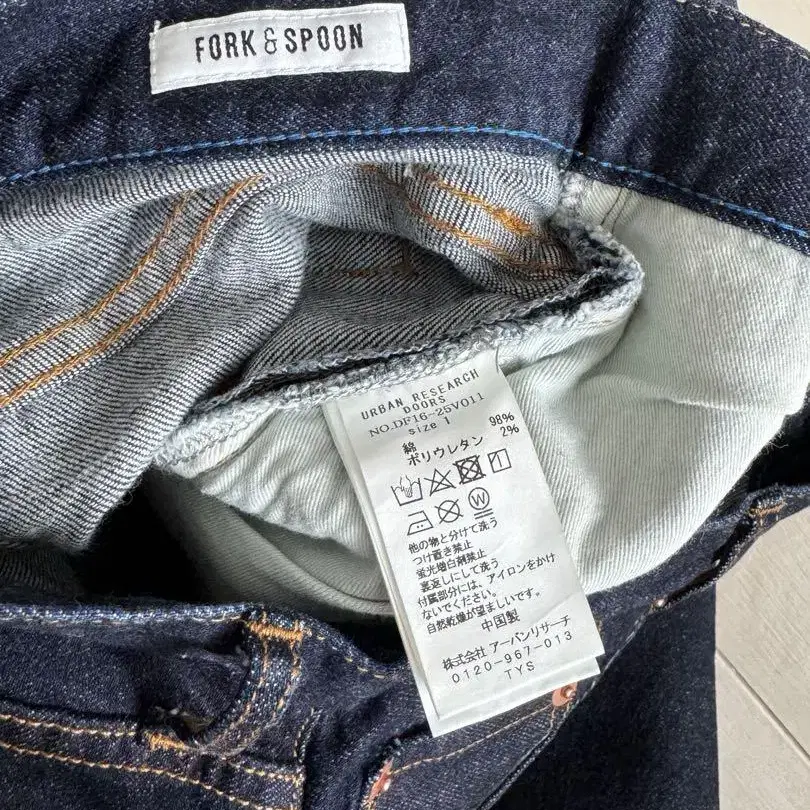 FORK & SPOON
URBAN RESEARCH
DOORS
NO.DF16-25V011
size 1
綿 98%
ポリウレタン 2%
W
他の物と分けて洗う
つけ置き禁止
蛍光増白剤禁止
裏返しにして洗う
付属部分には、アイロンをかけ
ないでください。
自然乾燥が望ましいです。
中国製
株式会社 アーバンリサーチ
0120-967-013
TYS